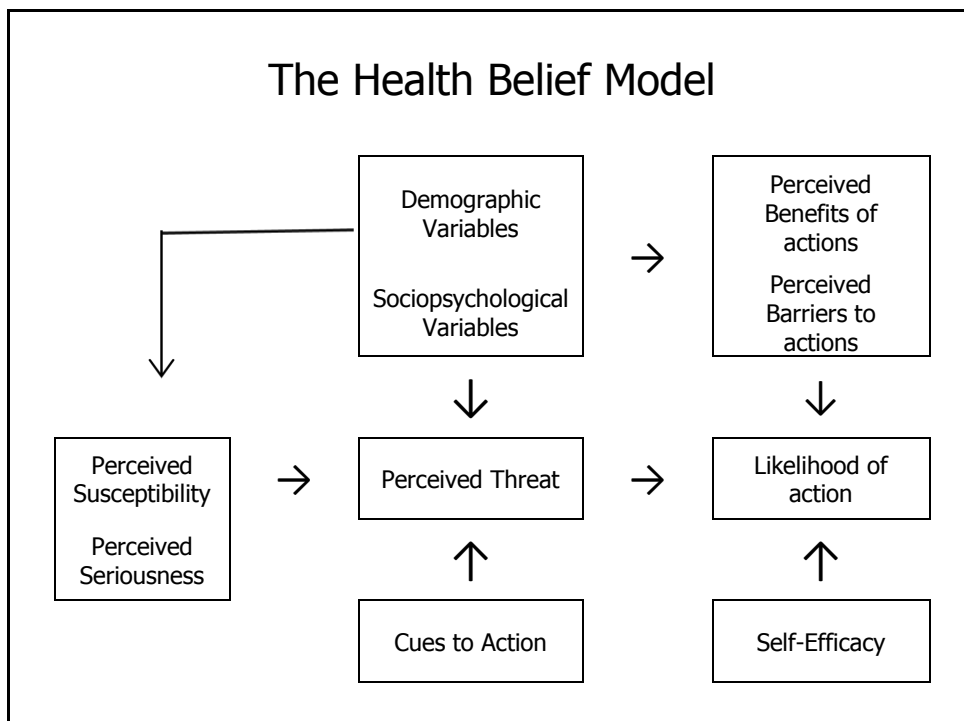 The Health Belief Model
Demographic
Variables
Sociopsychological
Variables
Perceived
Benefits of
actions
Perceived
Barriers to
actions
Perceived
Susceptibility
Perceived
Seriousness
Perceived Threat
Likelihood of
action
Cues to Action
Self-Efficacy